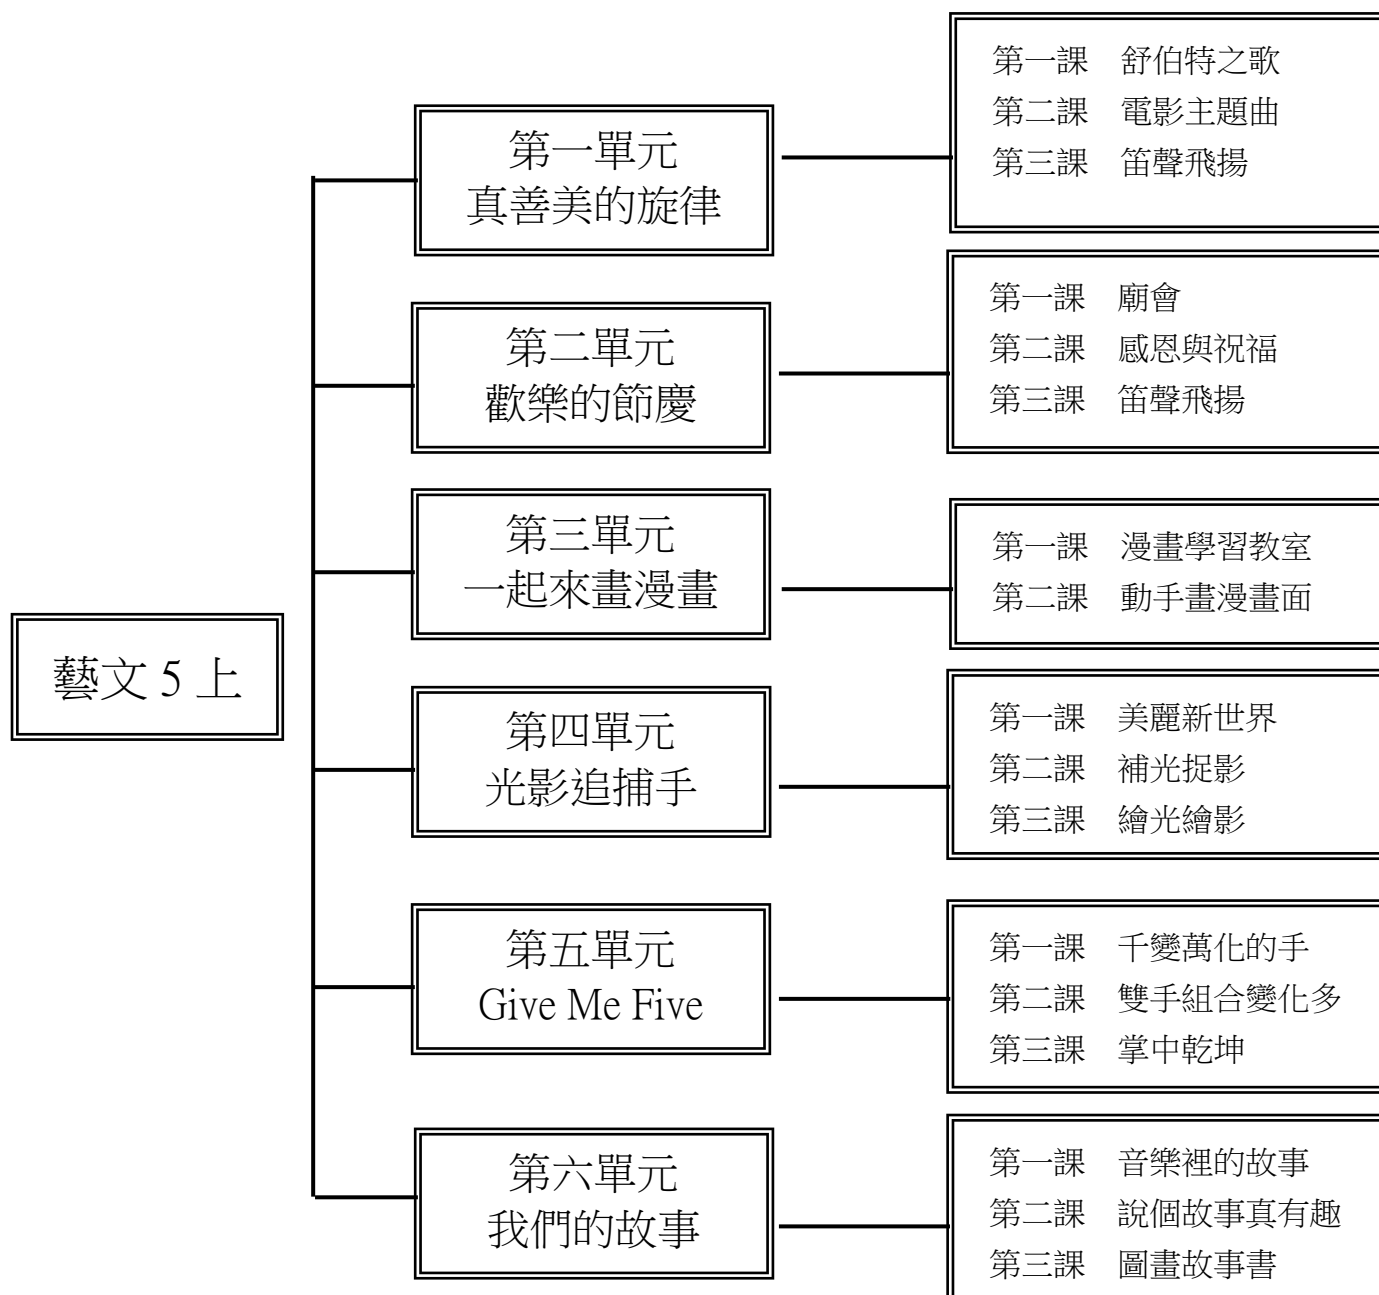 藝文 5 上
第一單元
真善美的旋律
第一課　舒伯特之歌
第二課　電影主題曲
第三課　笛聲飛揚
第二單元
歡樂的節慶
第一課　廟會
第二課　感恩與祝福
第三課　笛聲飛揚
第三單元
一起來畫漫畫
第一課　漫畫學習教室
第二課　動手畫漫畫面
第四單元
光影追捕手
第一課　美麗新世界
第二課　補光捉影
第三課　繪光繪影
第五單元
Give Me Five
第一課　千變萬化的手
第二課　雙手組合變化多
第三課　掌中乾坤
第六單元
我們的故事
第一課　音樂裡的故事
第二課　說個故事真有趣
第三課　圖畫故事書